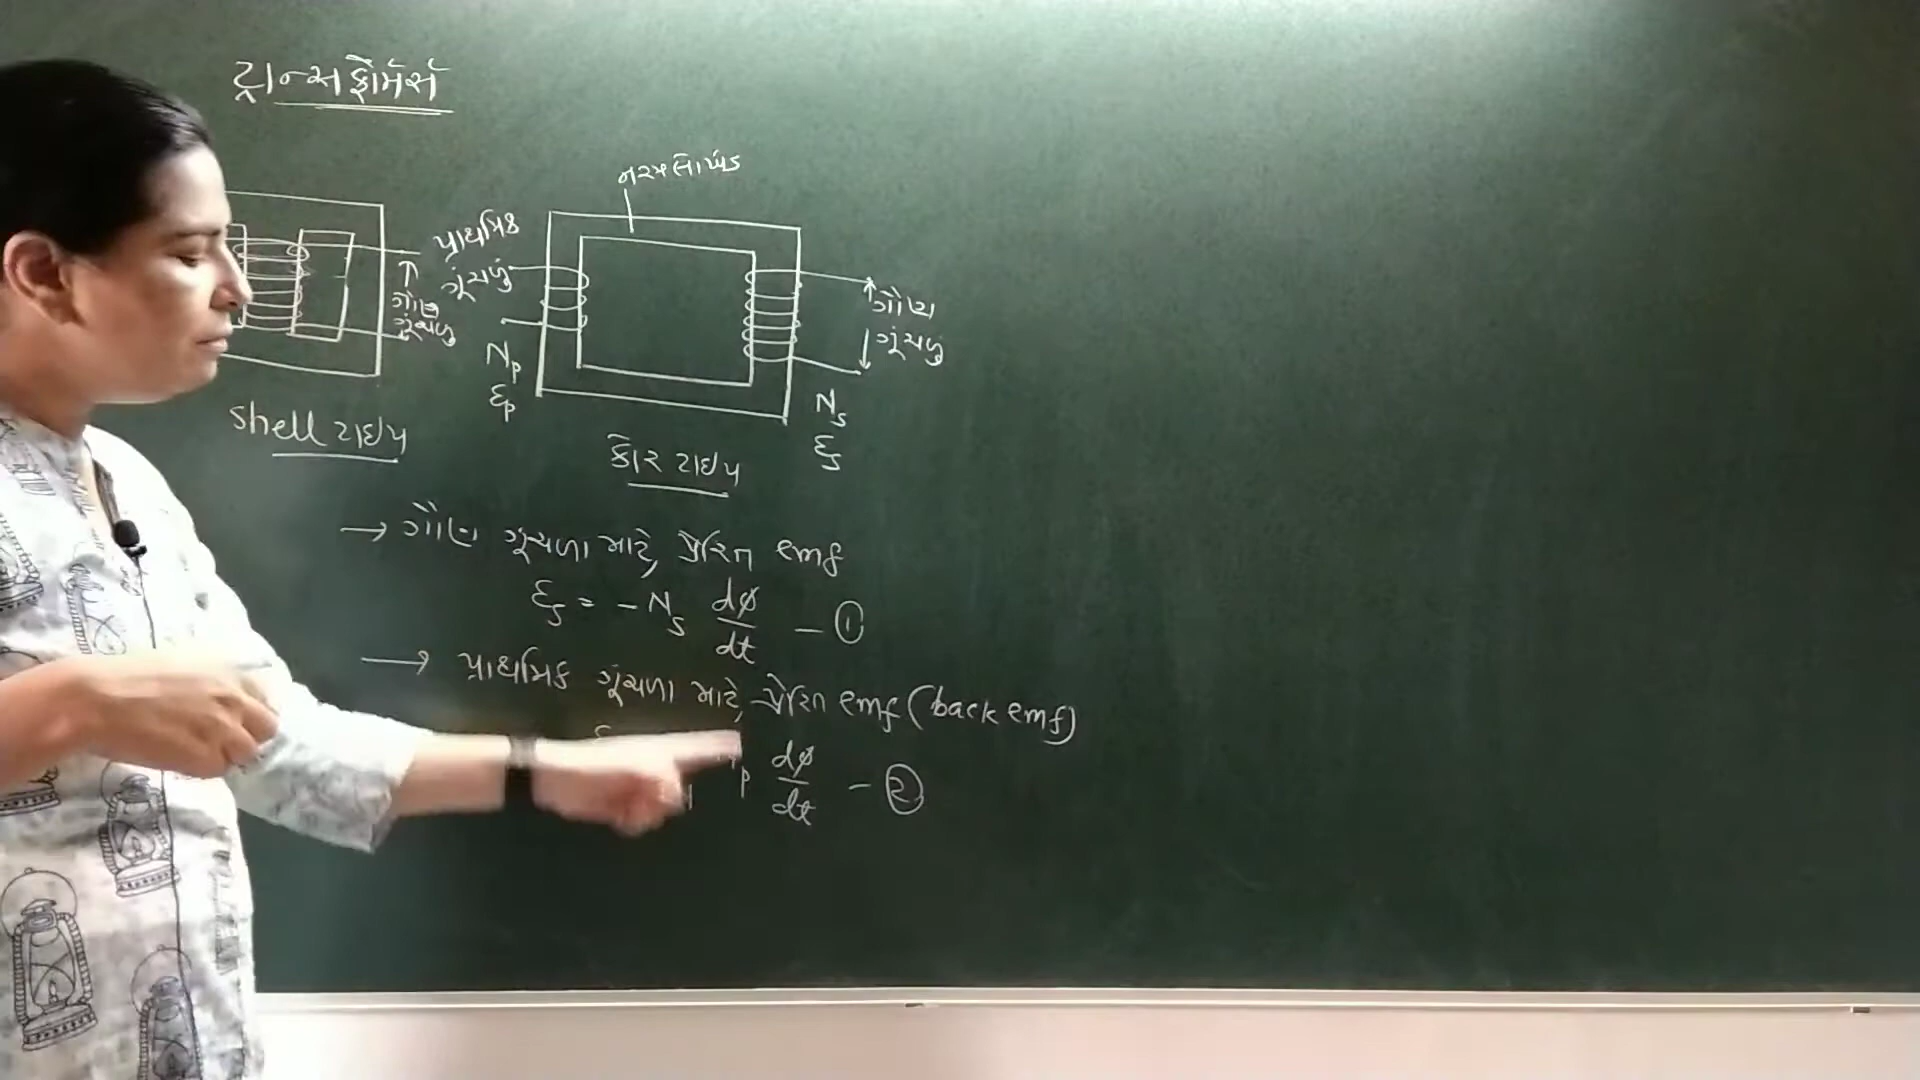 ટ્રાન્સફોર્મર્સ
નરમ લોખંડ
પ્રાથમિક
ગૂંચળું
ગૌણ
ગૂંચળું
ગૌણ
ગૂંચળું
Np
εp
Ns
εs
shell ટાઇપ
કોર ટાઇપ
→ ગૌણ ગૂંચળા માટે, પ્રેરિત emf
εs = - Ns dφ/dt - ①
→ પ્રાથમિક ગૂંચળા માટે, પ્રેરિત emf (back emf)
p dφ/dt - ②